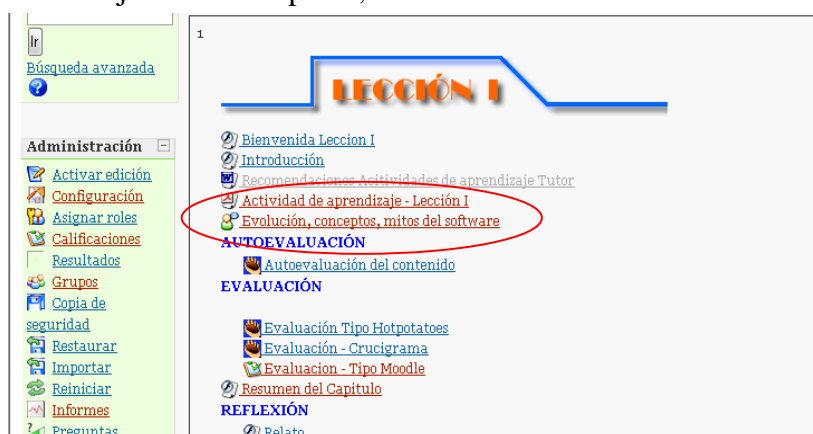 Ir
Búsqueda avanzada
Administración
Activar edición
Configuración
Asignar roles
Calificaciones
Resultados
Grupos
Copia de
seguridad
Restaurar
Importar
Reiniciar
Informes
Preguntas
1
LECCIÓN I
Bienvenida Leccion I
Introducción
Recomendaciones Acitividades de aprendizaje Tutor
Actividad de aprendizaje - Lección I
Evolución, conceptos, mitos del software
AUTOEVALUACIÓN
Autoevaluación del contenido
EVALUACIÓN
Evaluación Tipo Hotpotatoes
Evaluación - Crucigrama
Evaluacion - Tipo Moodle
Resumen del Capitulo
REFLEXIÓN
Relato